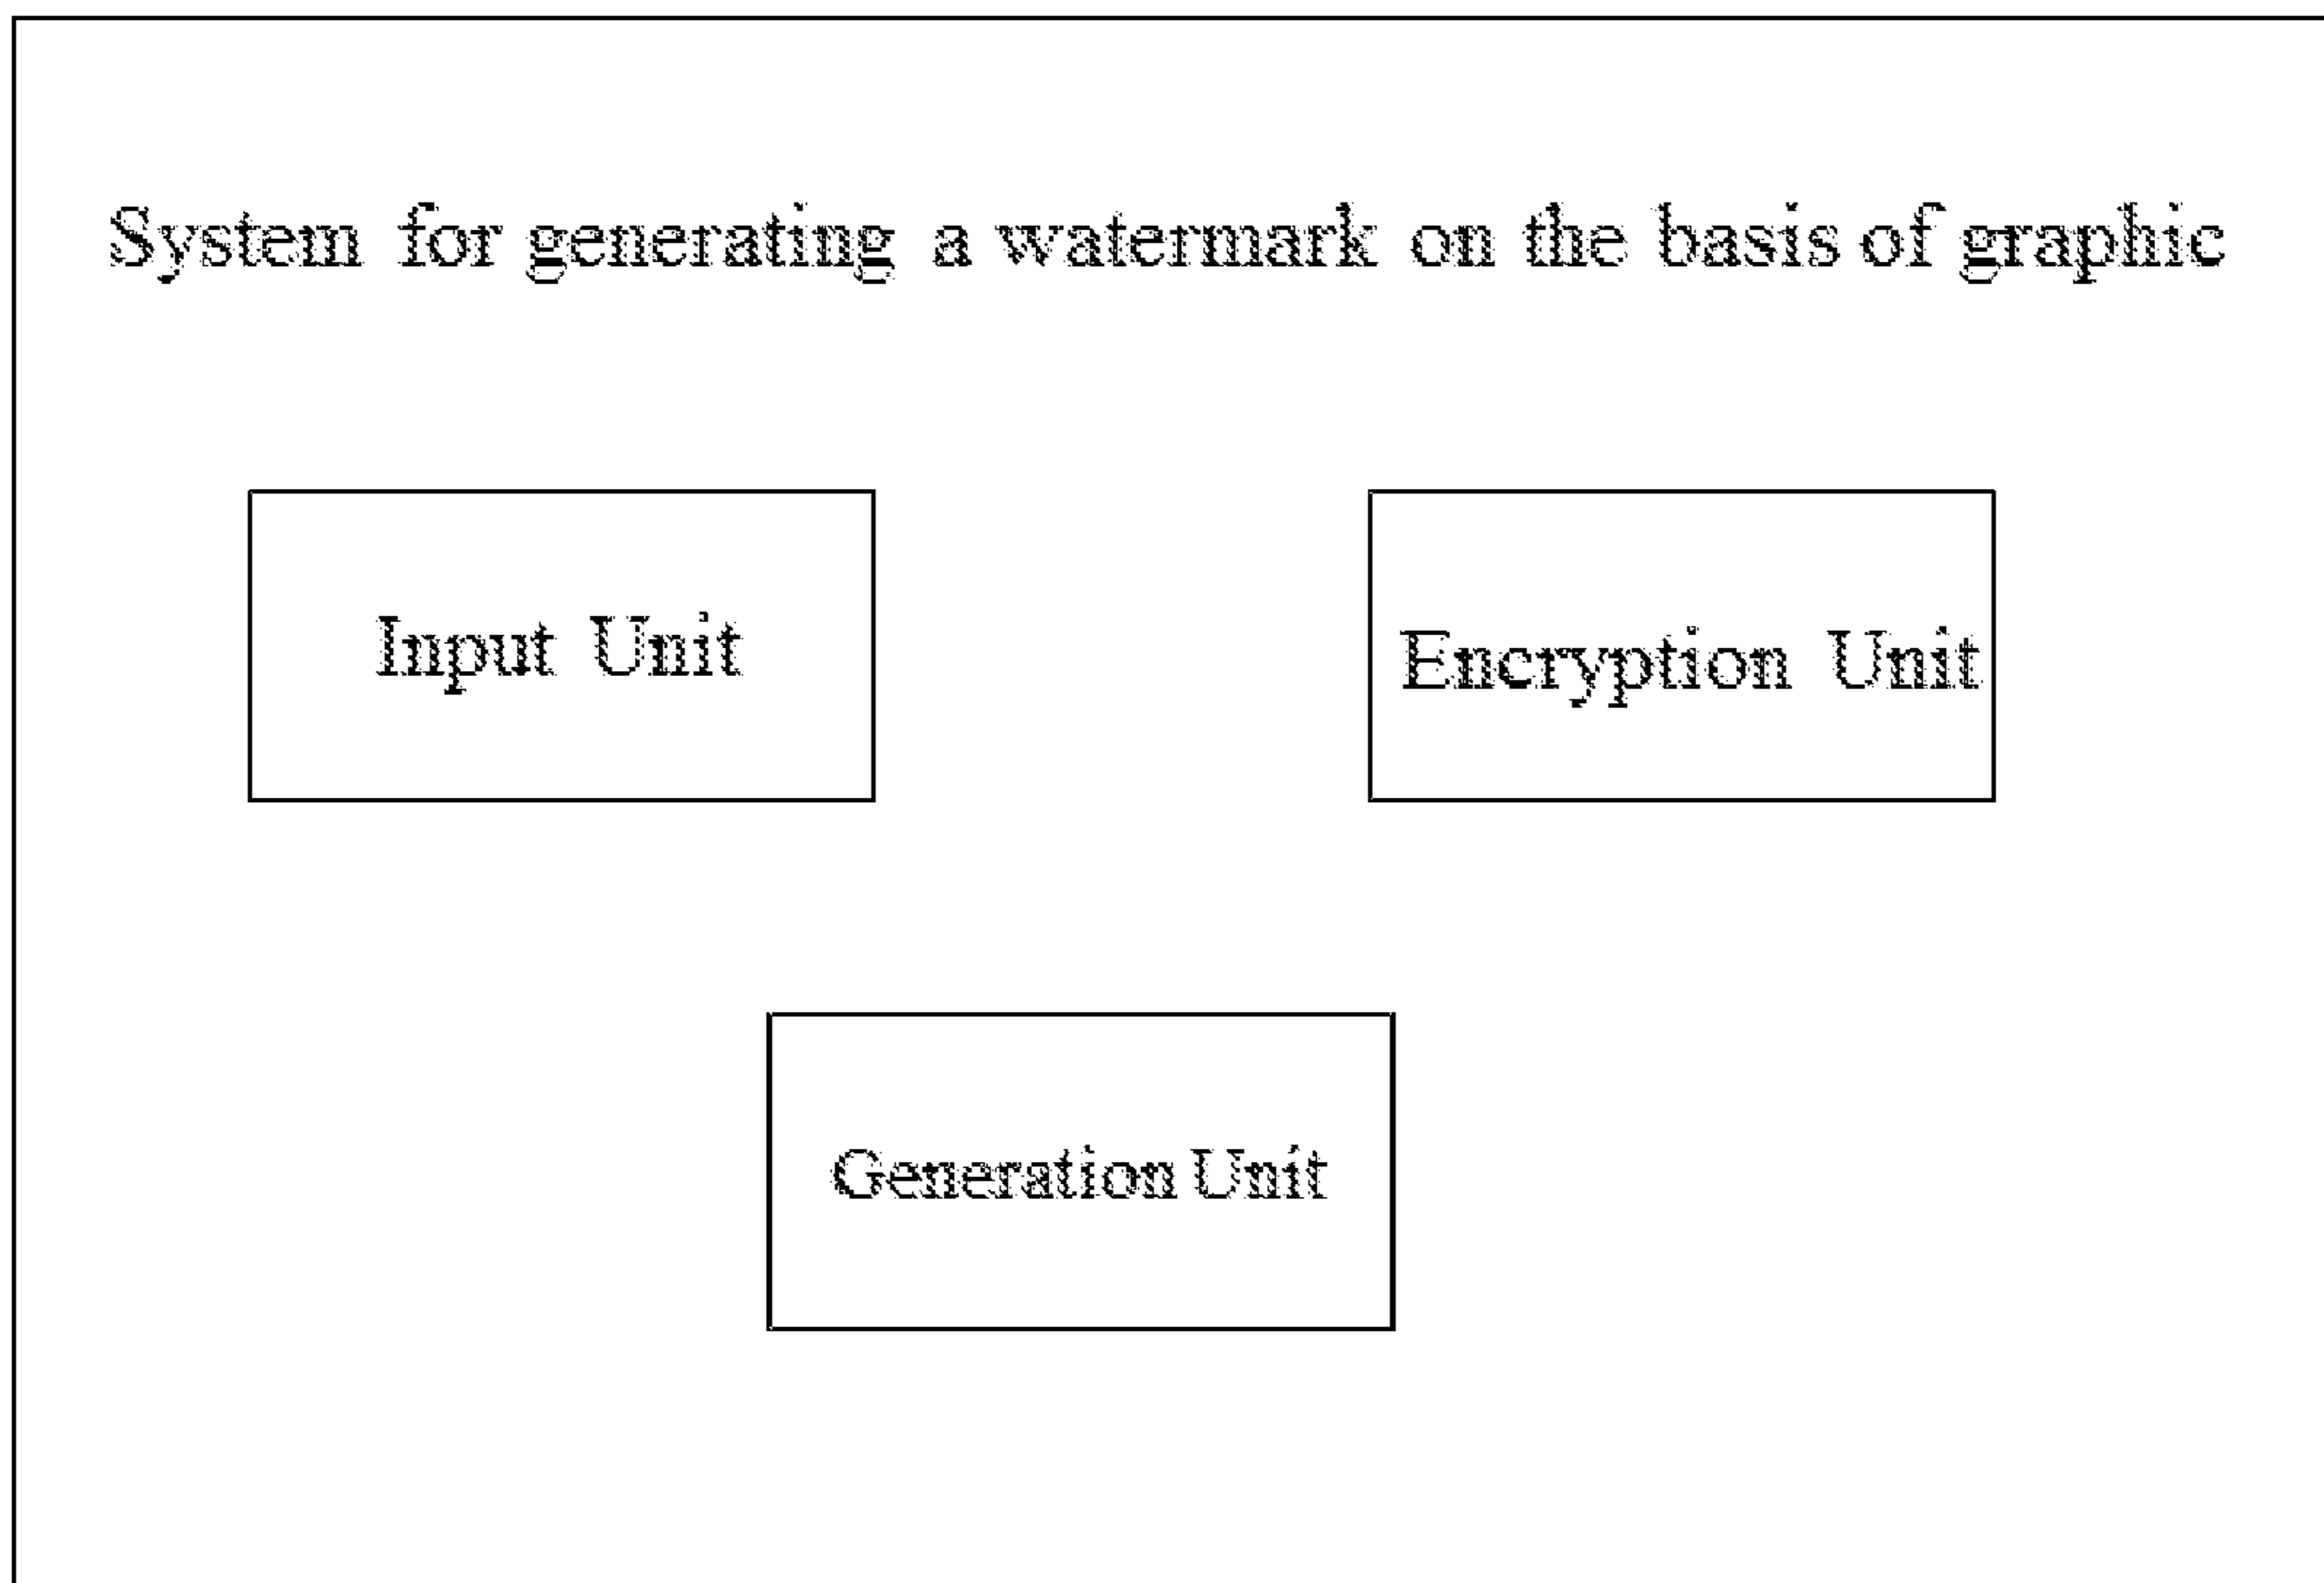 System for generating a watermark on the basis of graphic
Input Unit
Encryption Unit
Generation Unit